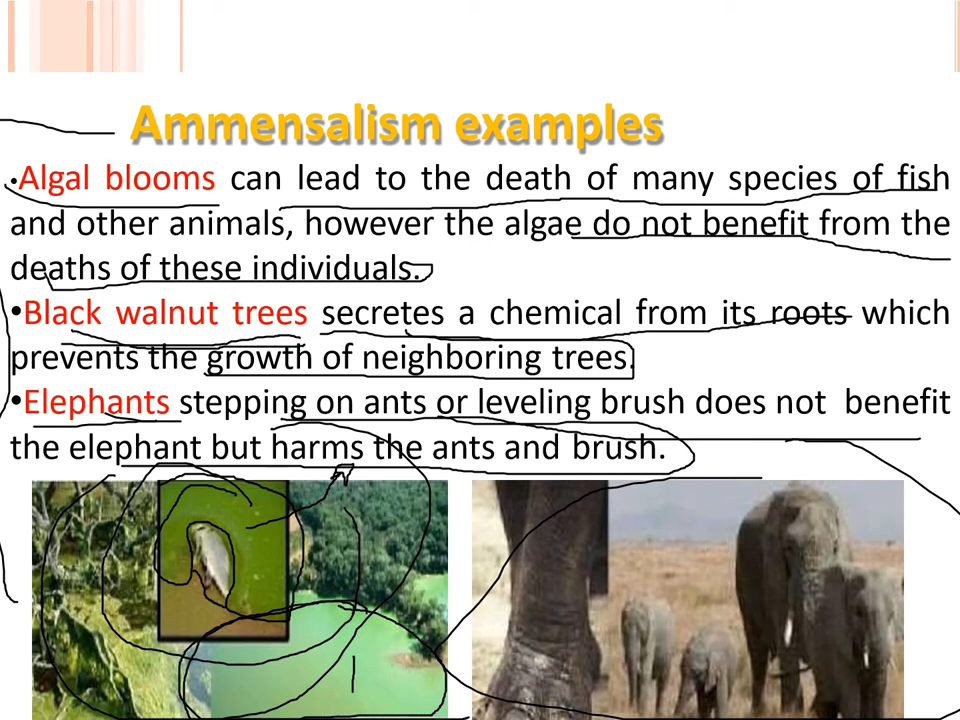 Ammensalism examples
•Algal blooms can lead to the death of many species of fish
and other animals, however the algae do not benefit from the
deaths of these individuals.
•Black walnut trees secretes a chemical from its roots which
prevents the growth of neighboring trees.
•Elephants stepping on ants or leveling brush does not benefit
the elephant but harms the ants and brush.